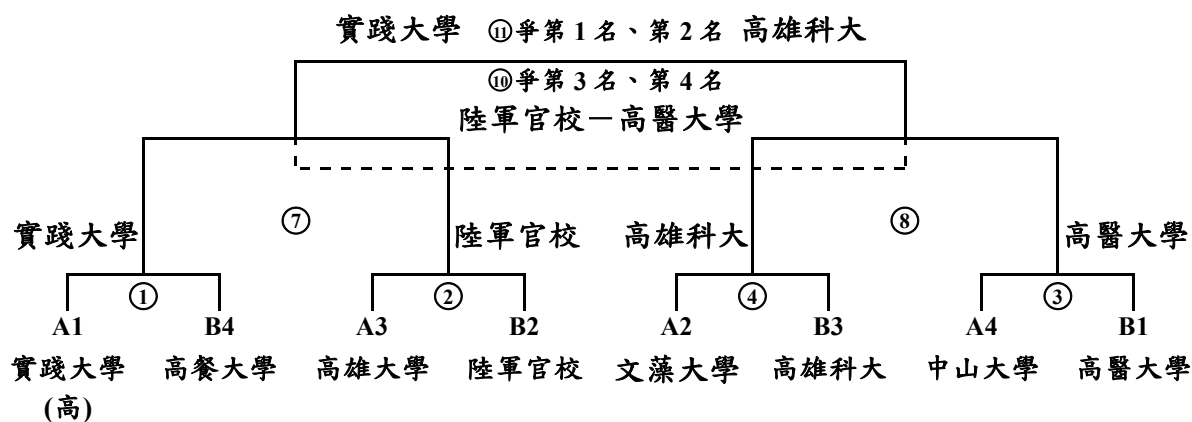 實踐大學 ⑪爭第1名、第2名 高雄科大
⑩爭第3名、第4名
陸軍官校－高醫大學
⑦ ⑧
實踐大學 陸軍官校 高雄科大 高醫大學
① ② ④ ③
A1 B4 A3 B2 A2 B3 A4 B1
實踐大學 高餐大學 高雄大學 陸軍官校 文藻大學 高雄科大 中山大學 高醫大學
(高)